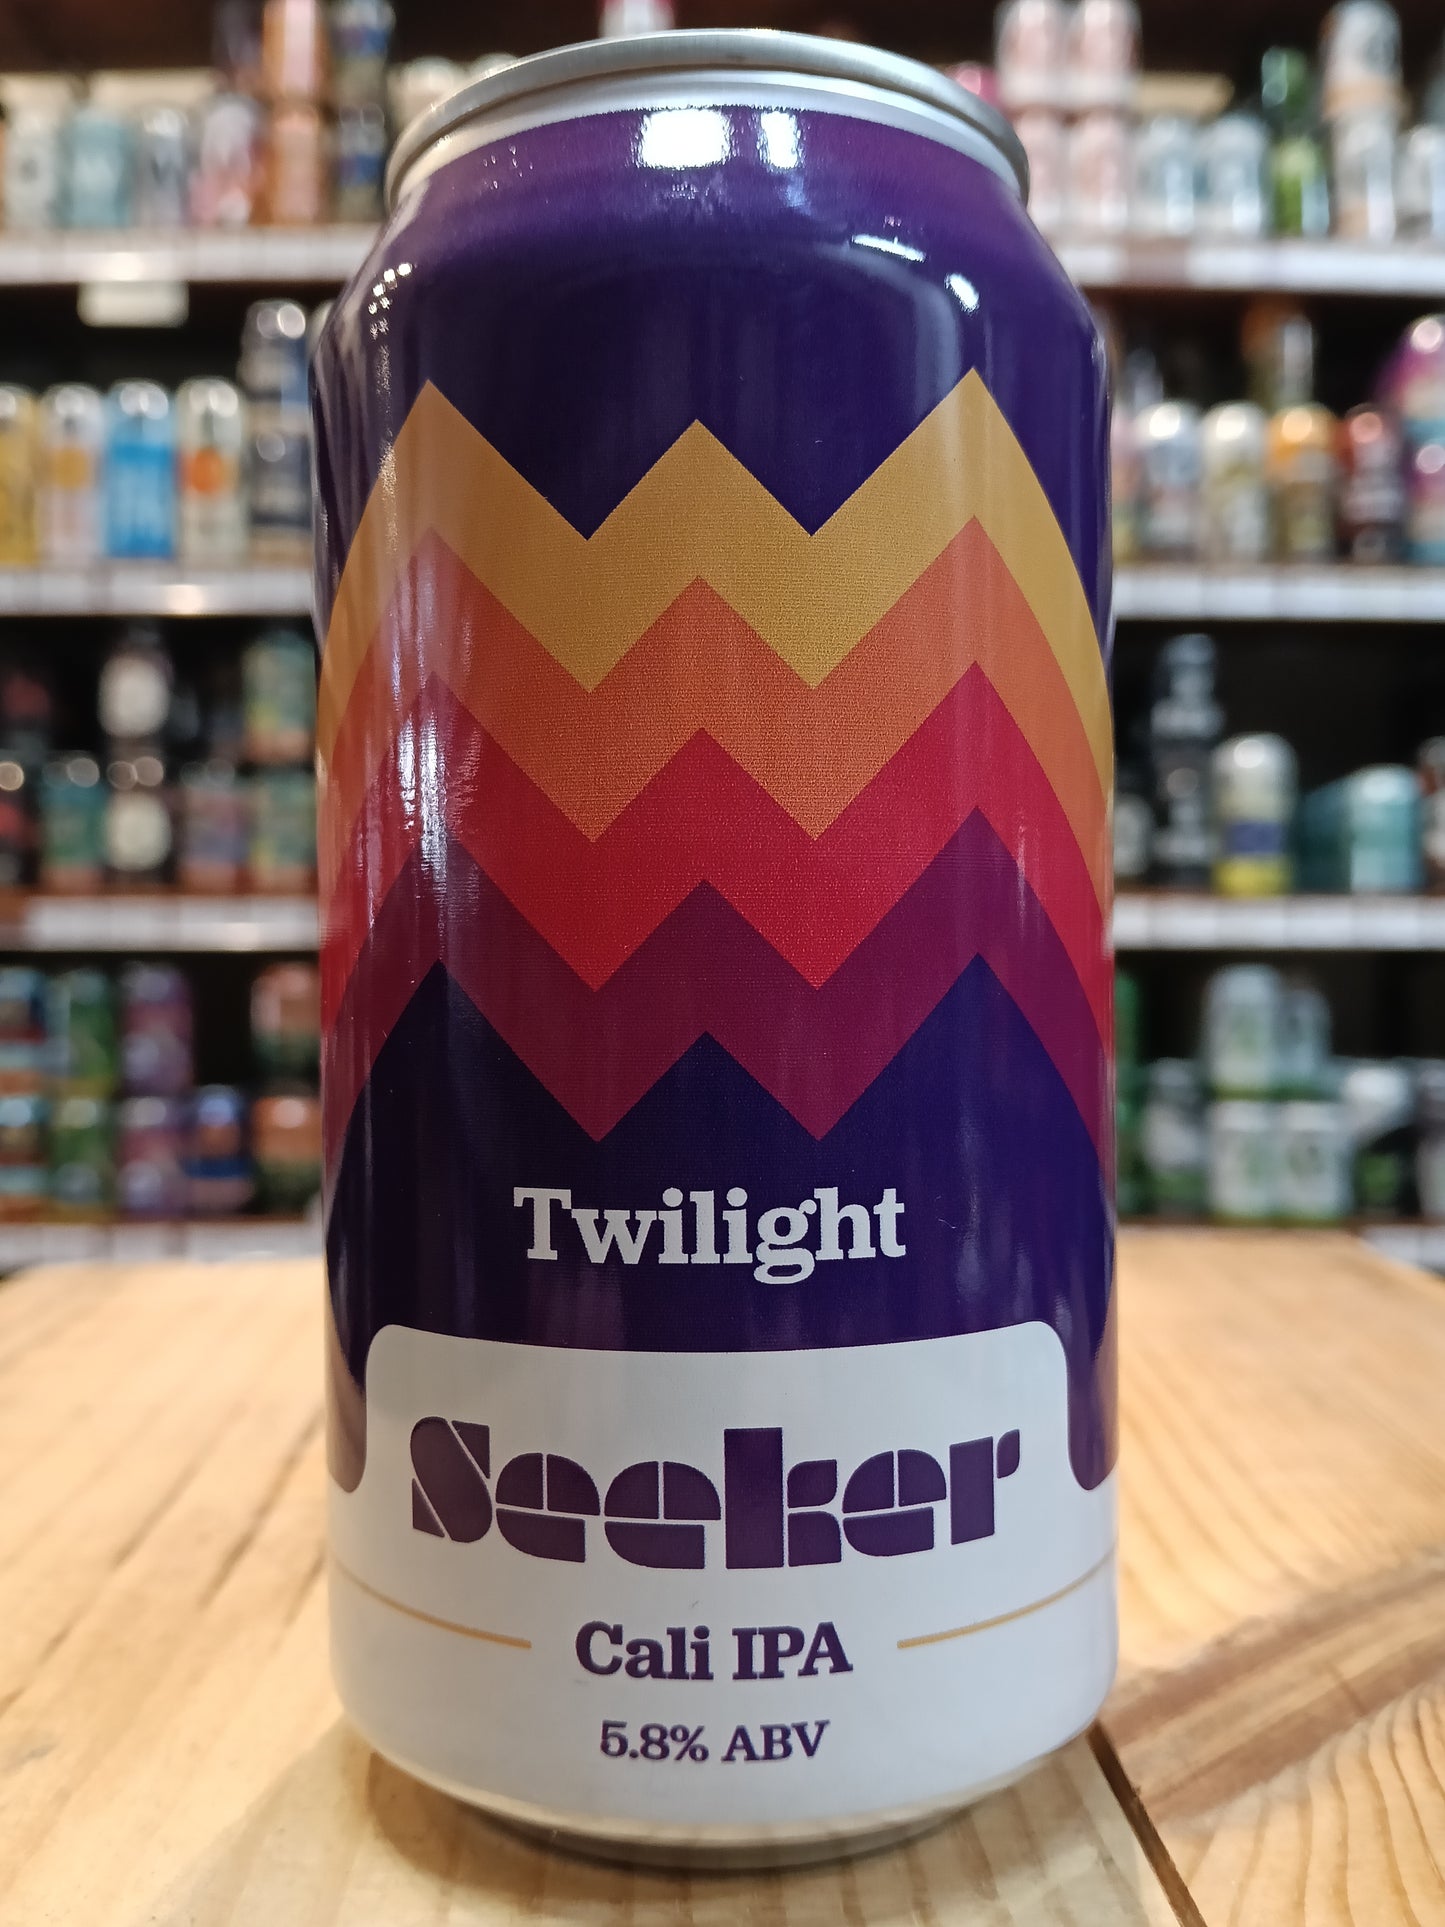 Twilight
Seeker
Cali IPA
5.8% ABV